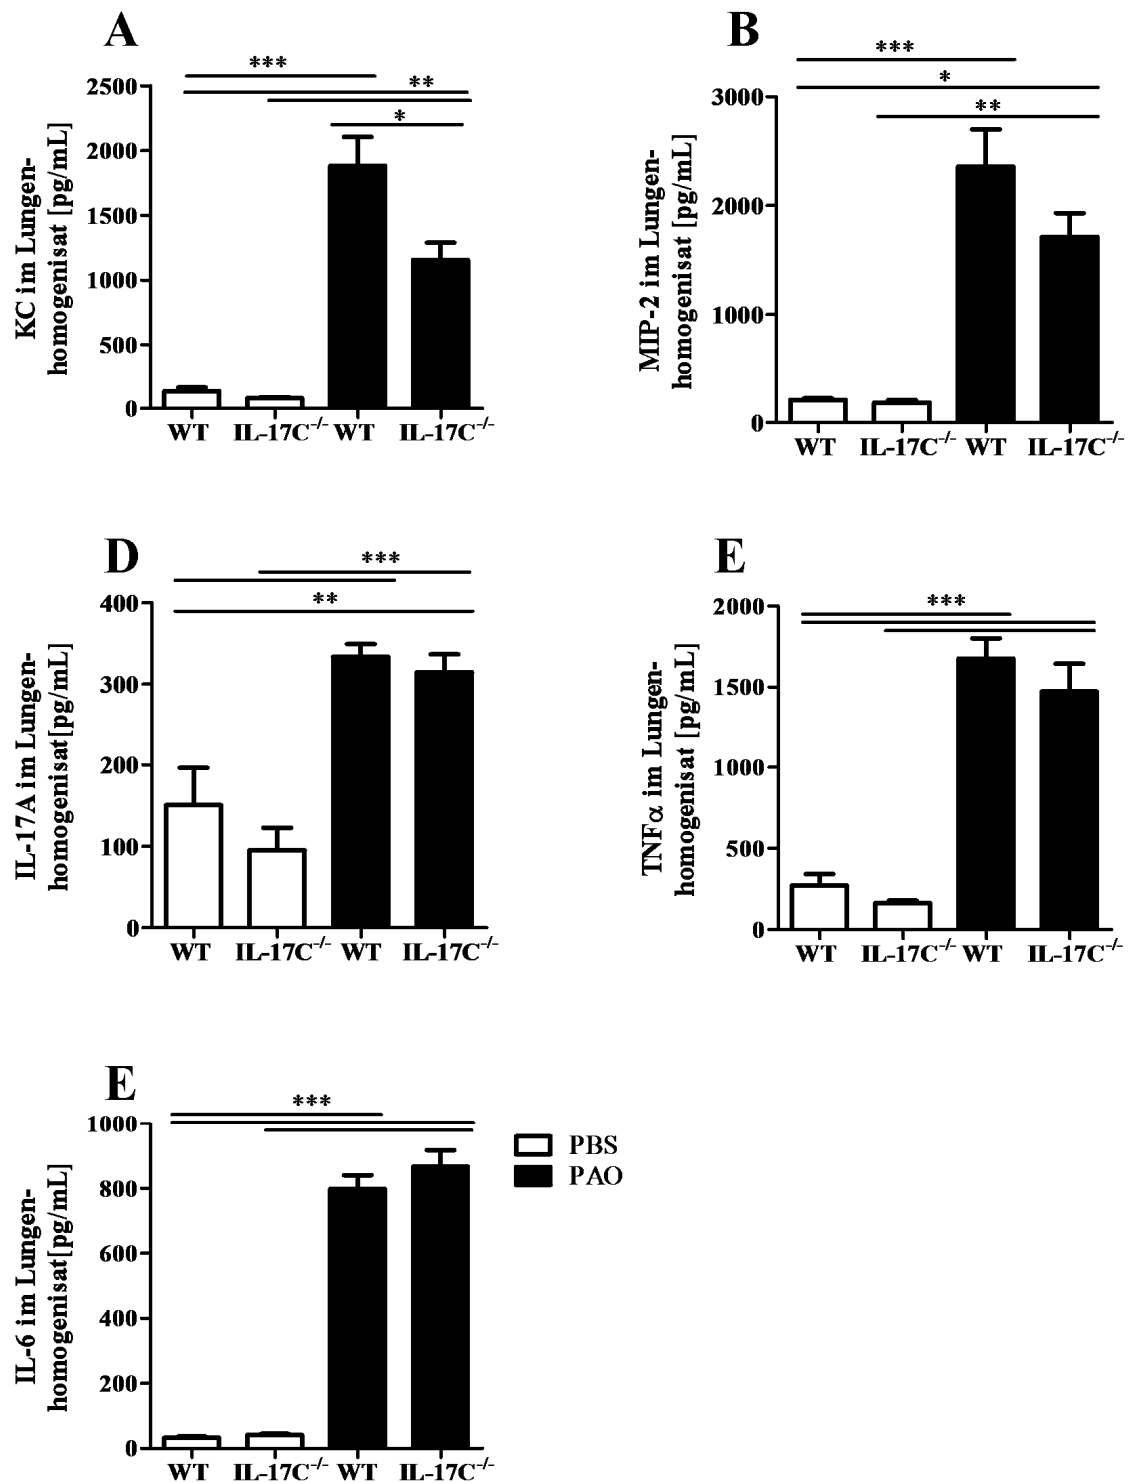 A
***
**
*
2500
2000
1500
1000
500
0
KC im Lungen-
homogenisat [pg/mL]
WT IL-17C-/- WT IL-17C-/-
B
***
*
**
3000
2000
1000
0
MIP-2 im Lungen-
homogenisat [pg/mL]
WT IL-17C-/- WT IL-17C-/-
D
***
**
400
300
200
100
0
IL-17A im Lungen-
homogenisat[pg/mL]
WT IL-17C-/- WT IL-17C-/-
E
***
2000
1500
1000
500
0
TNFα im Lungen-
homogenisat [pg/mL]
WT IL-17C-/- WT IL-17C-/-
E
***
1000
800
600
400
200
0
IL-6 im Lungen-
homogenisat[pg/mL]
WT IL-17C-/- WT IL-17C-/-
PBS
PAO